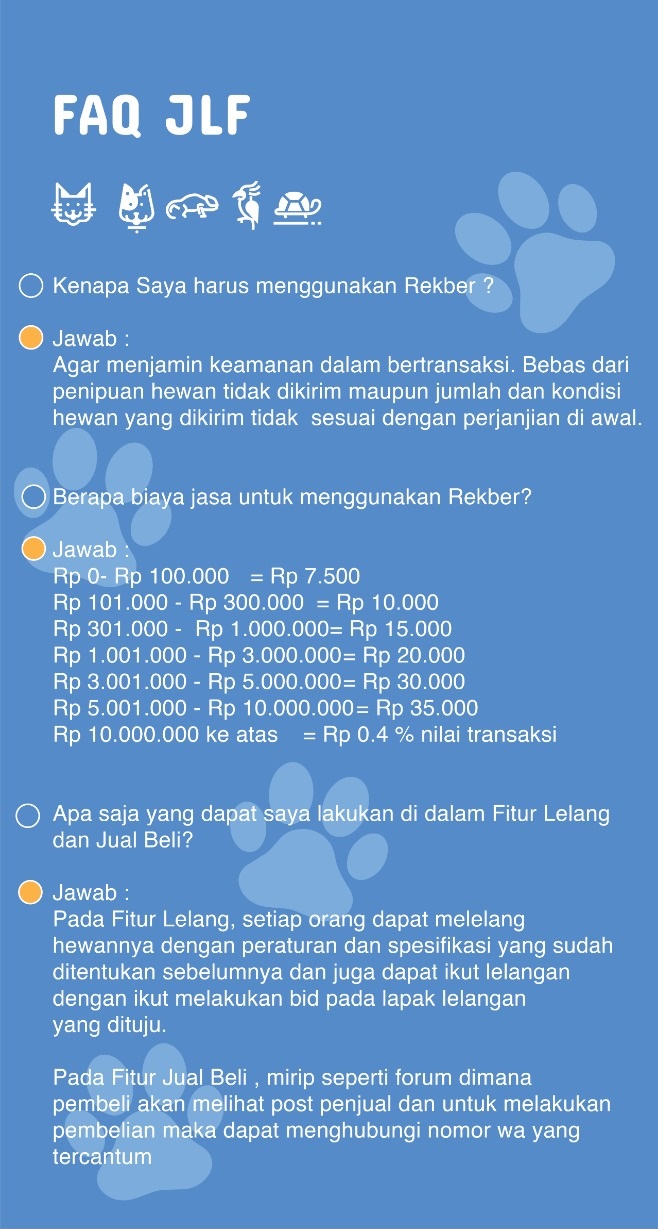 FAQ JLF
Kenapa Saya harus menggunakan Rekber ?
Jawab :
Agar menjamin keamanan dalam bertransaksi. Bebas dari
penipuan hewan tidak dikirim maupun jumlah dan kondisi
hewan yang dikirim tidak  sesuai dengan perjanjian di awal.
Berapa biaya jasa untuk menggunakan Rekber?
Jawab :
Rp 0- Rp 100.000   = Rp 7.500
Rp 101.000 - Rp 300.000  = Rp 10.000
Rp 301.000 -  Rp 1.000.000= Rp 15.000
Rp 1.001.000 - Rp 3.000.000= Rp 20.000
Rp 3.001.000 - Rp 5.000.000= Rp 30.000
Rp 5.001.000 - Rp 10.000.000= Rp 35.000
Rp 10.000.000 ke atas    = Rp 0.4 % nilai transaksi
Apa saja yang dapat saya lakukan di dalam Fitur Lelang
dan Jual Beli?
Jawab :
Pada Fitur Lelang, setiap orang dapat melelang
hewannya dengan peraturan dan spesifikasi yang sudah
ditentukan sebelumnya dan juga dapat ikut lelangan
dengan ikut melakukan bid pada lapak lelangan
yang dituju.
Pada Fitur Jual Beli , mirip seperti forum dimana
pembeli akan melihat post penjual dan untuk melakukan
pembelian maka dapat menghubungi nomor wa yang
tercantum